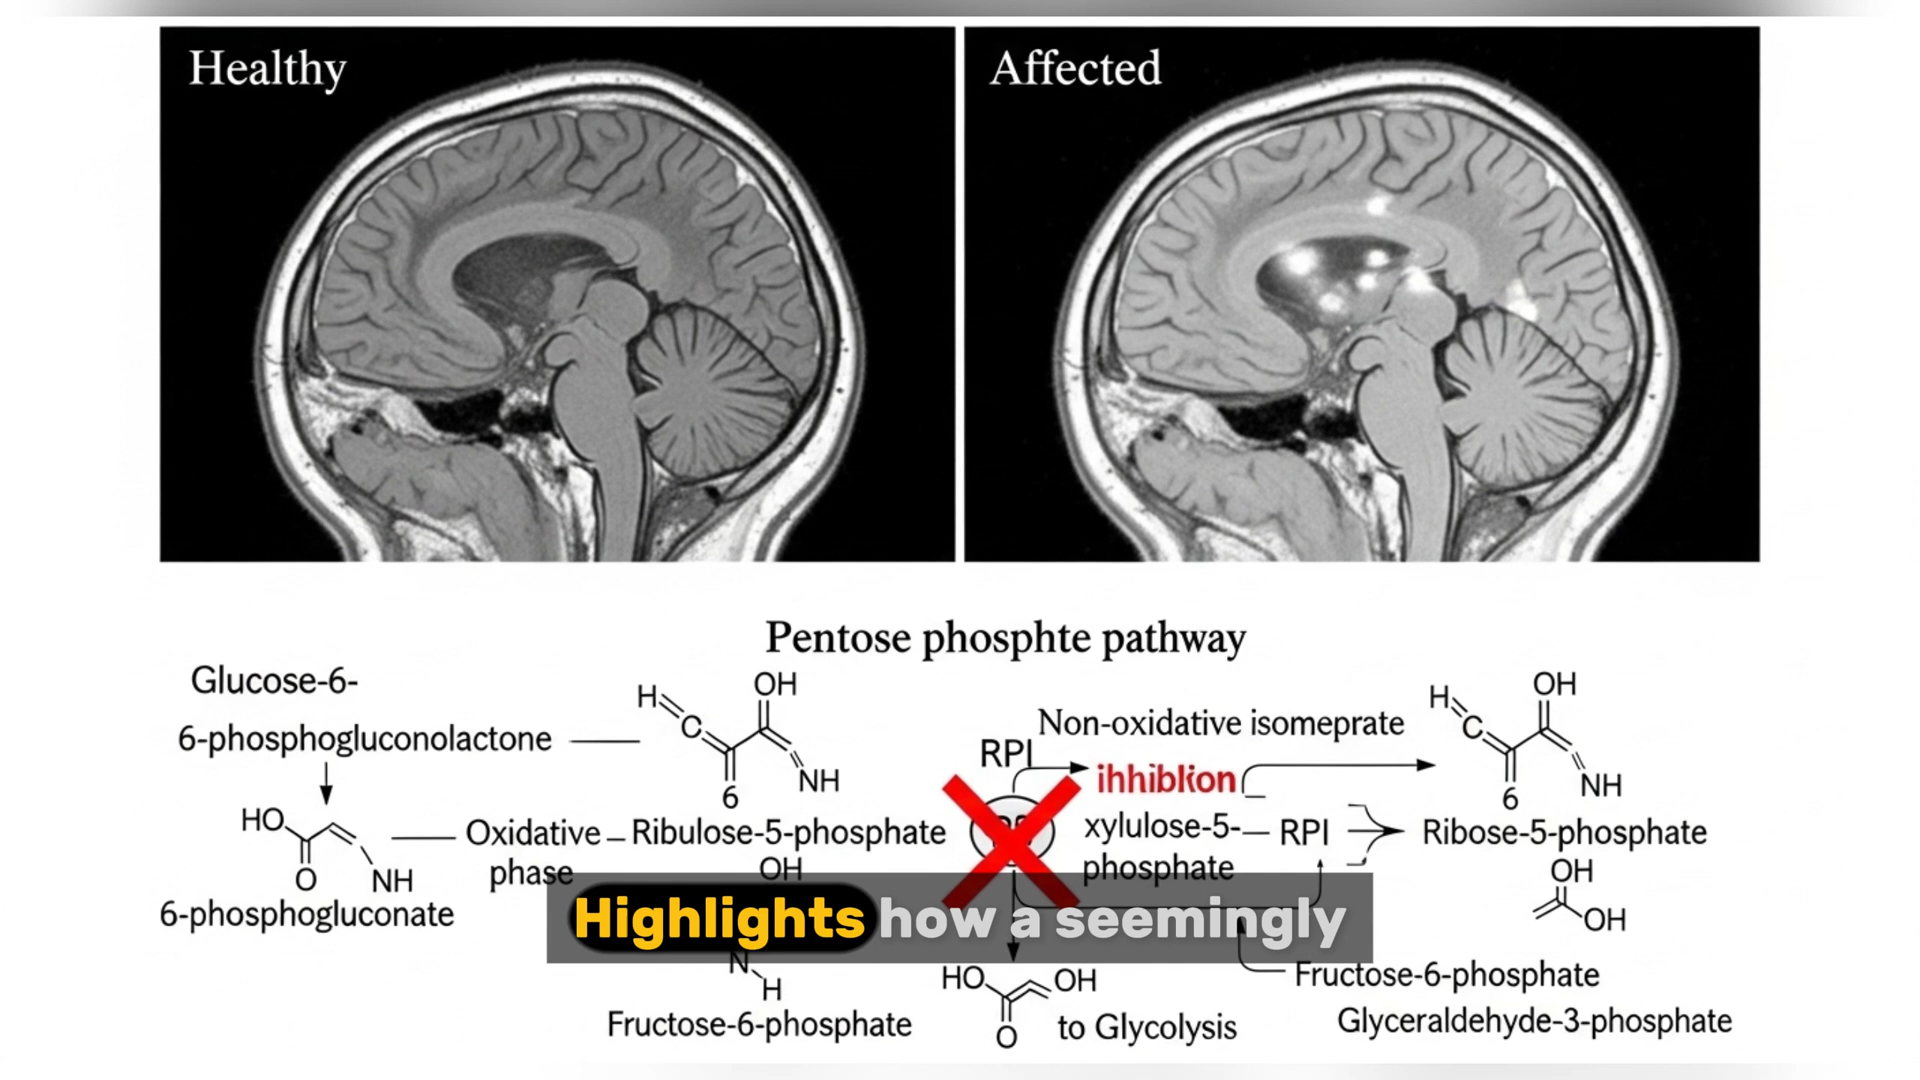 Healthy
Affected
Pentose phosphte pathway
Glucose-6-
6-phosphogluconolactone
H
C
OH
NH
6
RPI
Non-oxidative isomeprate
ihhiblion
H
C
OH
NH
6
HO
O
NH
6-phosphogluconate
Oxidative
phase
Ribulose-5-phosphate
OH
xylulose-5-
phosphate
RPI
Ribose-5-phosphate
OH
OH
Highlights how a seemingly
N
H
Fructose-6-phosphate
HO
OH
O
to Glycolysis
Fructose-6-phosphate
Glyceraldehyde-3-phosphate